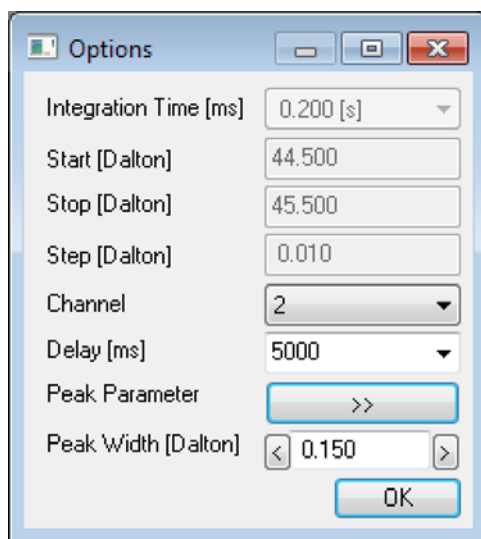 Options
Integration Time [ms] 0.200 [s]
Start [Dalton] 44.500
Stop [Dalton] 45.500
Step [Dalton] 0.010
Channel 2
Delay [ms] 5000
Peak Parameter >>
Peak Width [Dalton] < 0.150 >
OK